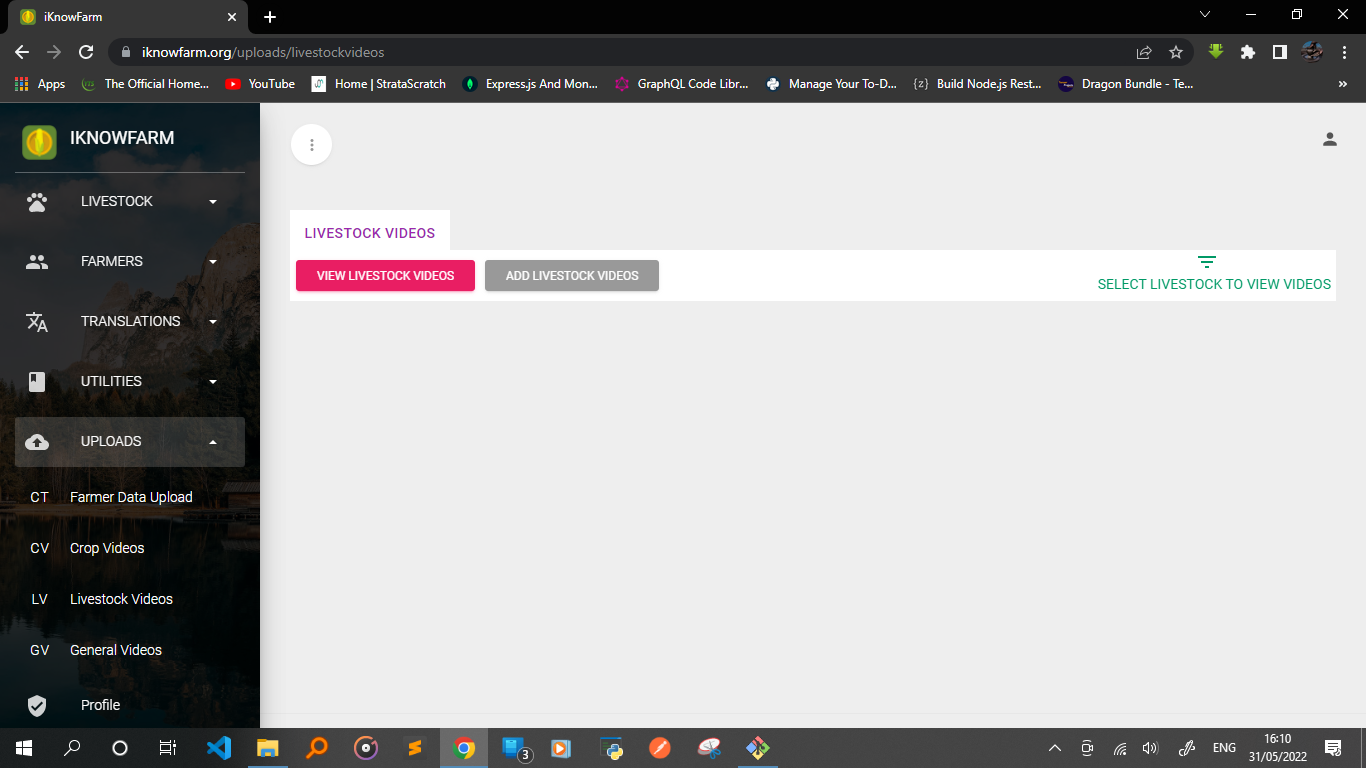 iKnowFarm
iknowfarm.org/uploads/livestockvideos
Apps
The Official Home...
YouTube
Home | StrataScratch
Express.js And Mon...
GraphQL Code Libr...
Manage Your To-D...
{z}
Build Node.js Rest...
Dragon Bundle - Te...
»
IKNOWFARM
LIVESTOCK
FARMERS
TRANSLATIONS
UTILITIES
UPLOADS
CT Farmer Data Upload
CV Crop Videos
LV Livestock Videos
GV General Videos
Profile
LIVESTOCK VIDEOS
VIEW LIVESTOCK VIDEOS
ADD LIVESTOCK VIDEOS
SELECT LIVESTOCK TO VIEW VIDEOS
3
ENG
16:10
31/05/2022